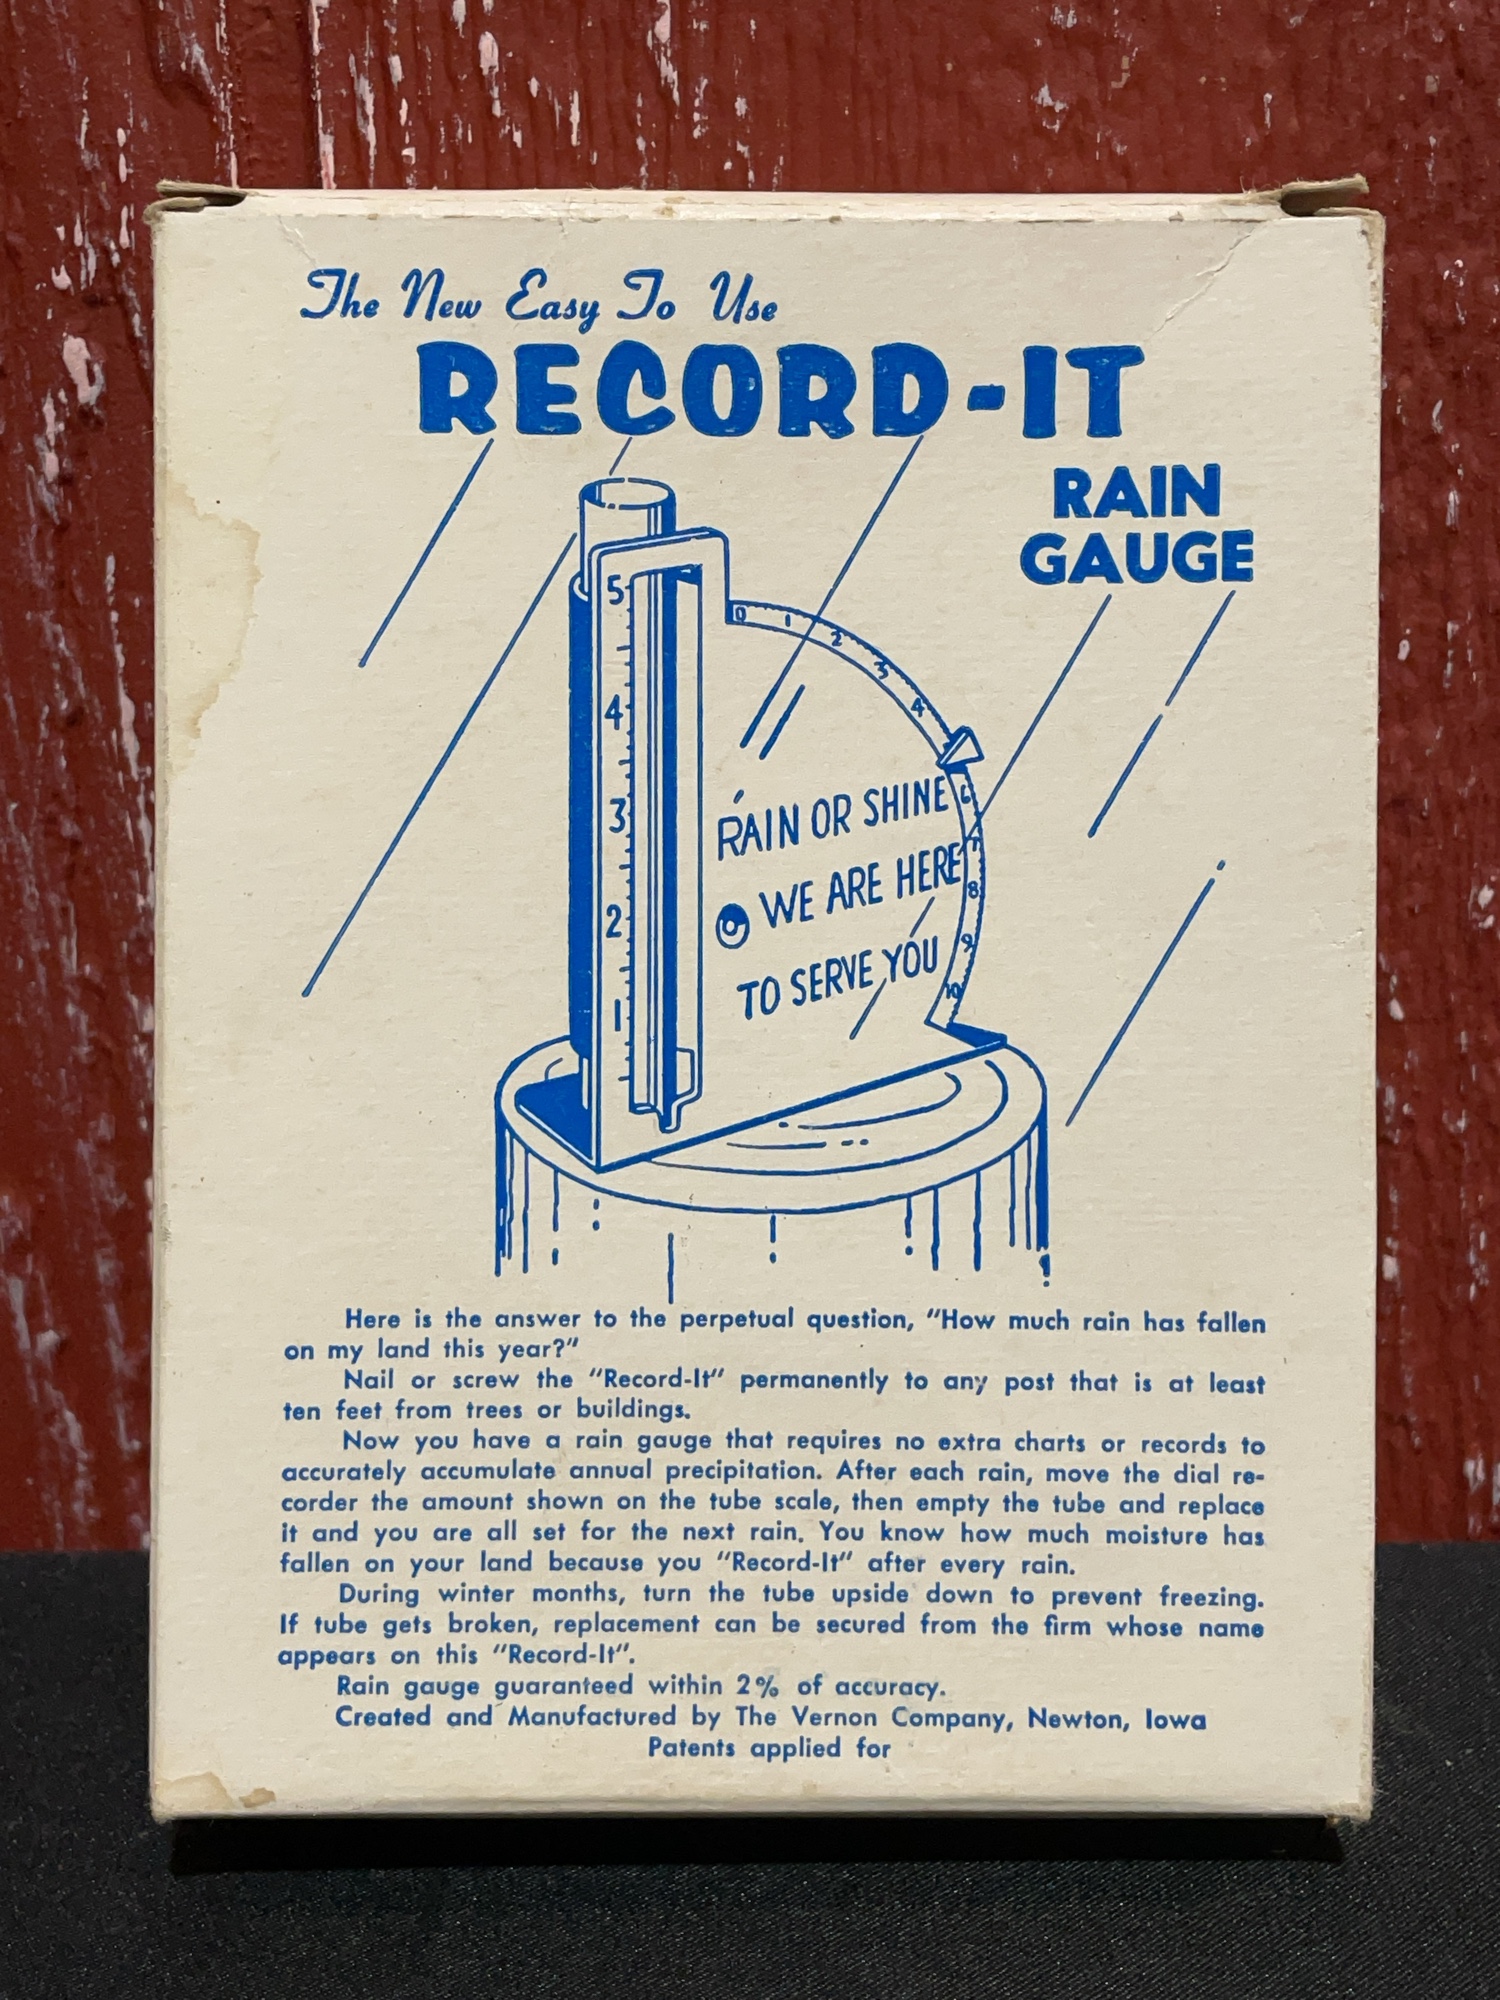 The New Easy To Use
RECORD-IT
RAIN
GAUGE
5
4
3
2
1
0
1
2
3
4
6
7
8
9
10
RAIN OR SHINE
WE ARE HERE
TO SERVE YOU
Here is the answer to the perpetual question, "How much rain has fallen
on my land this year?"
Nail or screw the "Record-It" permanently to any post that is at least
ten feet from trees or buildings.
Now you have a rain gauge that requires no extra charts or records to
accurately accumulate annual precipitation. After each rain, move the dial re-
corder the amount shown on the tube scale, then empty the tube and replace
it and you are all set for the next rain. You know how much moisture has
fallen on your land because you "Record-It" after every rain.
During winter months, turn the tube upside down to prevent freezing.
If tube gets broken, replacement can be secured from the firm whose name
appears on this "Record-It".
Rain gauge guaranteed within 2% of accuracy.
Created and Manufactured by The Vernon Company, Newton, Iowa
Patents applied for